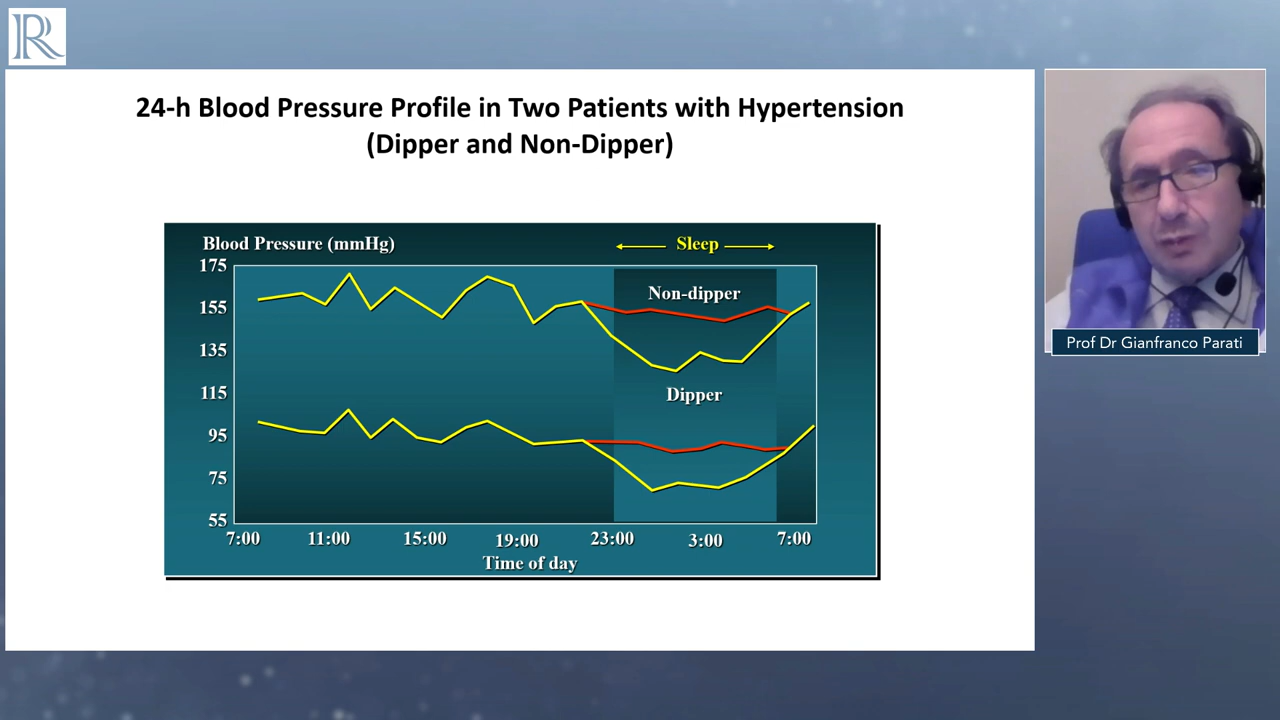 R
24-h Blood Pressure Profile in Two Patients with Hypertension
(Dipper and Non-Dipper)
Blood Pressure (mmHg)
Sleep
175
155
135
115
95
75
55
Non-dipper
Dipper
7:00 11:00 15:00 19:00 23:00 3:00 7:00
Time of day
Prof Dr Gianfranco Parati